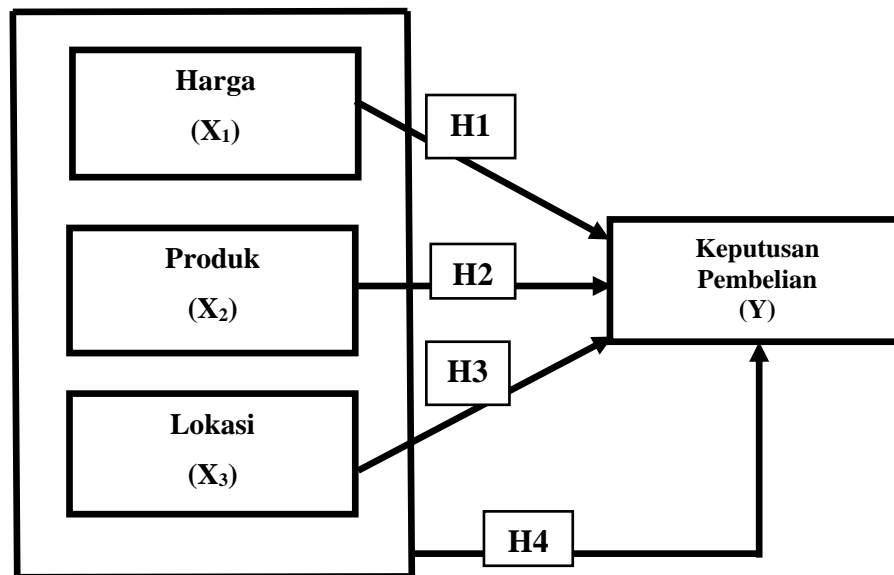 Harga
(X₁)
H1
Produk
(X₂)
H2
Keputusan
Pembelian
(Y)
H3
Lokasi
(X₃)
H4